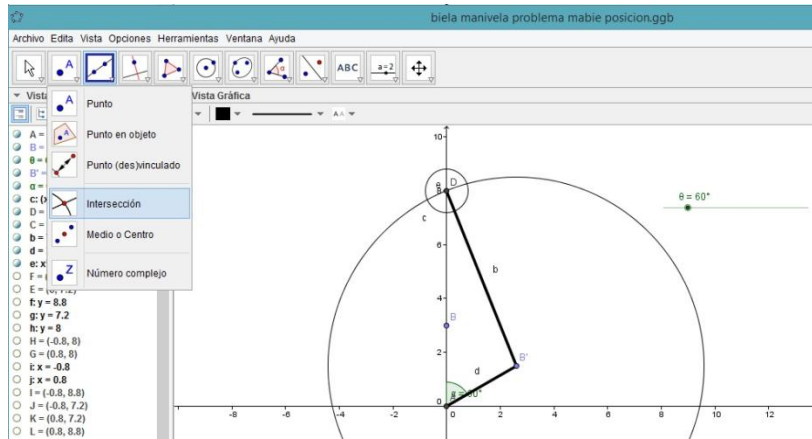 biela manivela problema mabie posicion.ggb
Archivo Edita Vista Opciones Herramientas Ventana Ayuda
A
ABC
a=2
Vista Gráfica
A
Punto
Punto en objeto
Punto (des)vinculado
Intersección
Medio o Centro
Z
Número complejo
A =
B =
B' =
α =
c: (x
D =
C =
b =
d =
e: x
F = (
E = (0, 7.2)
f: y = 8.8
g: y = 7.2
h: y = 8
H = (-0.8, 8)
G = (0.8, 8)
i: x = -0.8
j: x = 0.8
I = (-0.8, 8.8)
J = (-0.8, 7.2)
K = (0.8, 7.2)
L = (0.8, 8.8)
10
D
c
θ = 60°
6
b
4
B
2
B'
d
0
-8 -6 -4 -2 0 2 4 6 8 10 12